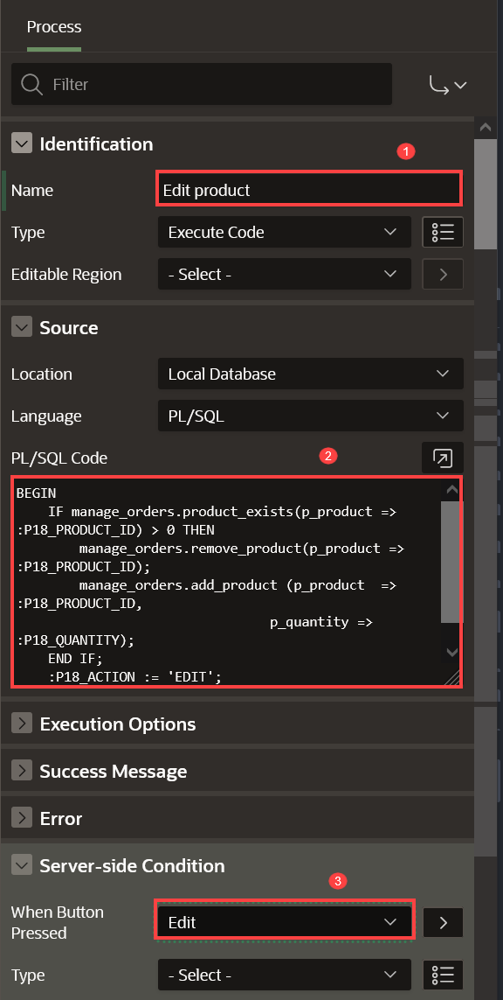 Process
Filter
Identification
1
Name
Edit product
Type
Execute Code
Editable Region
- Select -
Source
Location
Local Database
Language
PL/SQL
PL/SQL Code
2
BEGIN
    IF manage_orders.product_exists(p_product =>
:P18_PRODUCT_ID) > 0 THEN
        manage_orders.remove_product(p_product =>
:P18_PRODUCT_ID);
        manage_orders.add_product (p_product  =>
:P18_PRODUCT_ID,
                                p_quantity =>
:P18_QUANTITY);
    END IF;
    :P18_ACTION := 'EDIT';
Execution Options
Success Message
Error
Server-side Condition
3
When Button
Pressed
Edit
Type
- Select -